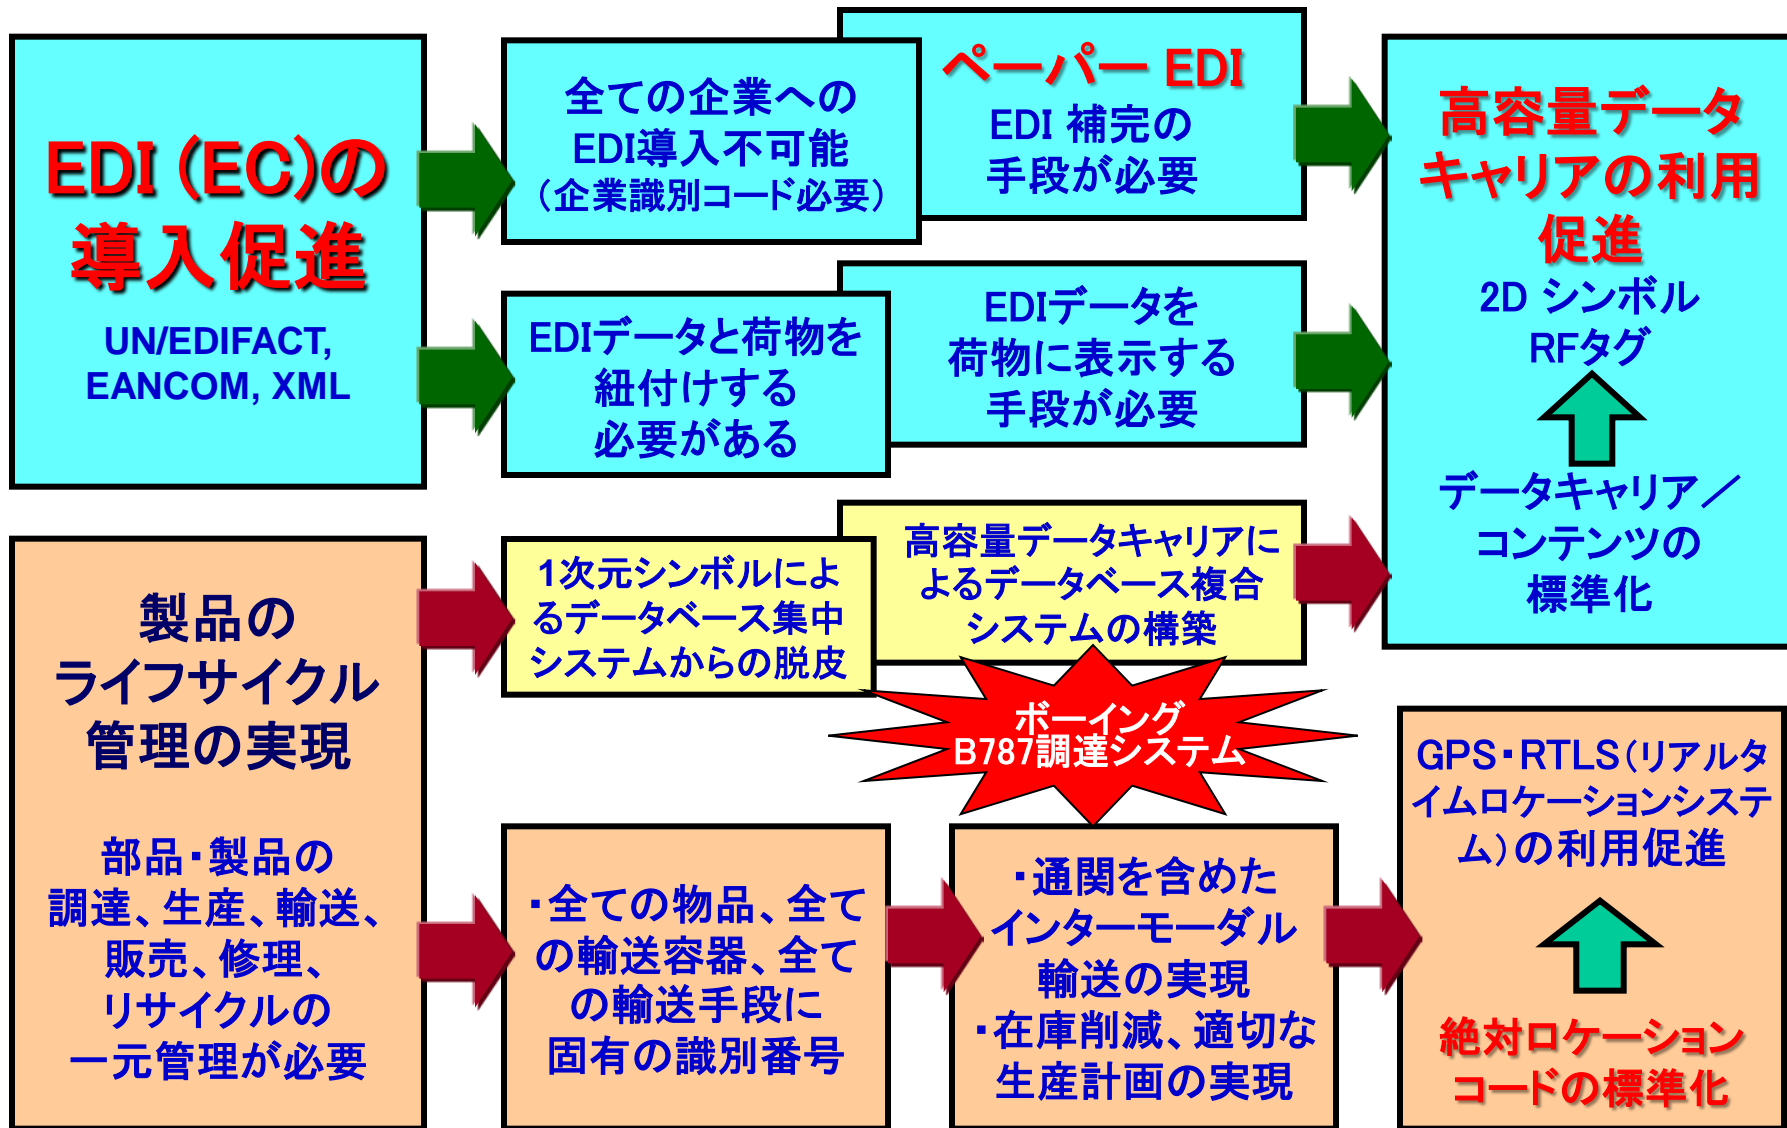 EDI (EC)の
導入促進
UN/EDIFACT,
EANCOM, XML
全ての企業への
EDI導入不可能
（企業識別コード必要）
ペーパー EDI
EDI 補完の
手段が必要
EDIデータと荷物を
紐付けする
必要がある
EDIデータを
荷物に表示する
手段が必要
高容量データ
キャリアの利用
促進
2D シンボル
RFタグ
データキャリア／
コンテンツの
標準化
製品の
ライフサイクル
管理の実現
部品・製品の
調達、生産、輸送、
販売、修理、
リサイクルの
一元管理が必要
1次元シンボルによ
るデータベース集中
システムからの脱皮
高容量データキャリアに
よるデータベース複合
システムの構築
ボーイング
B787調達システム
・全ての物品、全て
の輸送容器、全て
の輸送手段に
固有の識別番号
・通関を含めた
インターモーダル
輸送の実現
・在庫削減、適切な
生産計画の実現
GPS・RTLS（リアルタ
イムロケーションシステ
ム）の利用促進
絶対ロケーション
コードの標準化